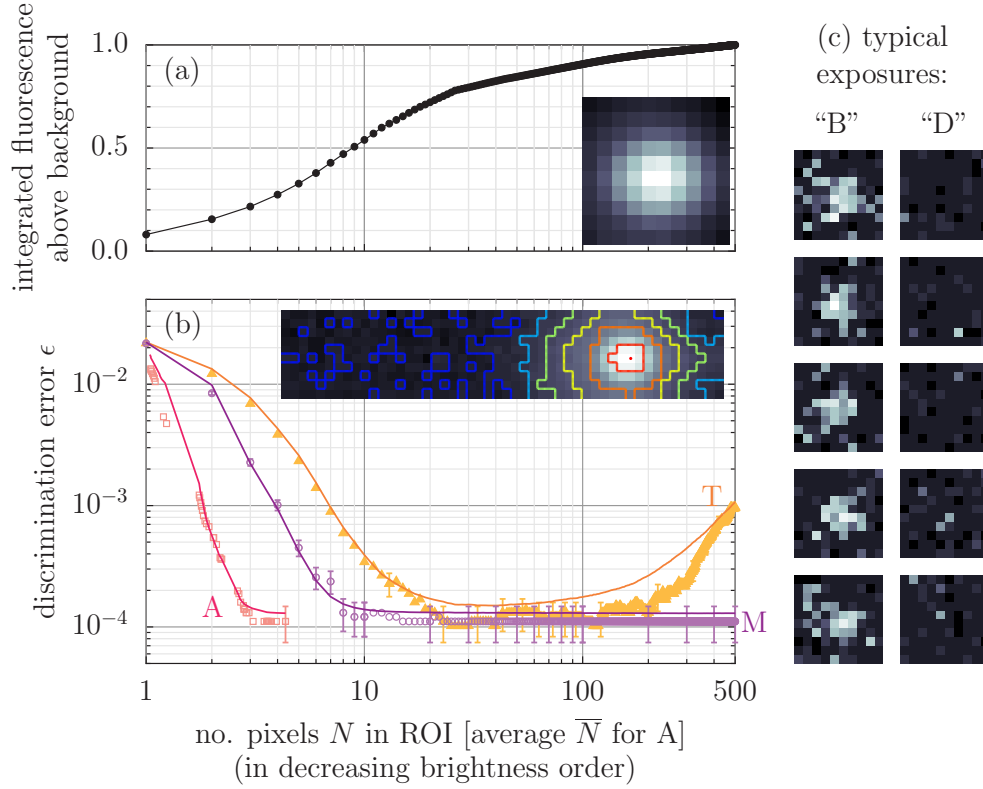 integrated fluorescence
above background
1.0
0.5
0.0
(a)
(c) typical
exposures:
“B”
“D”
discrimination error ϵ
10⁻²
10⁻³
10⁻⁴
(b)
T
A
M
1
10
100
500
no. pixels N in ROI [average N̅ for A]
(in decreasing brightness order)